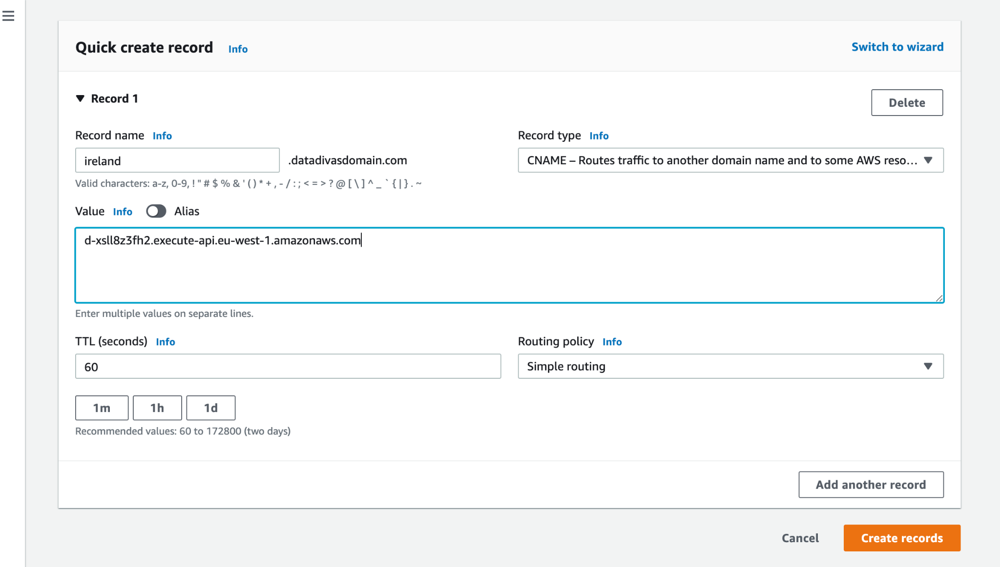 Quick create record Info Switch to wizard
Record 1 Delete
Record name Info Record type Info
ireland .datadivasdomain.com CNAME – Routes traffic to another domain name and to some AWS reso...
Valid characters: a-z, 0-9, ! " # $ % & ' ( ) * + , - / : ; < = > ? @ [ \ ] ^ _ ` { | } . ~
Value Info Alias
d-xsll8z3fh2.execute-api.eu-west-1.amazonaws.com
Enter multiple values on separate lines.
TTL (seconds) Info Routing policy Info
60 Simple routing
1m 1h 1d
Recommended values: 60 to 172800 (two days)
Add another record
Cancel Create records